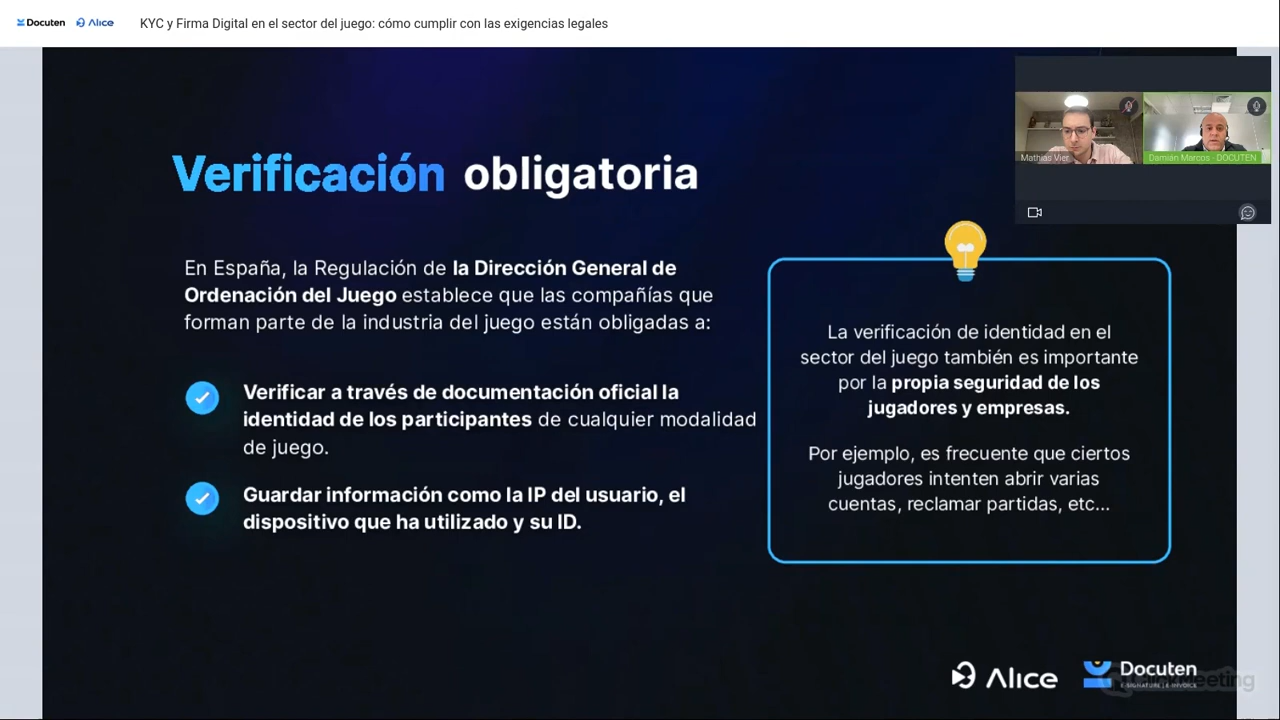 Docuten Alice KYC y Firma Digital en el sector del juego: cómo cumplir con las exigencias legales
Mathias Vier
Damián Marcos - DOCUTEN
Verificación obligatoria
En España, la Regulación de la Dirección General de
Ordenación del Juego establece que las compañías que
forman parte de la industria del juego están obligadas a:
Verificar a través de documentación oficial la
identidad de los participantes de cualquier modalidad
de juego.
Guardar información como la IP del usuario, el
dispositivo que ha utilizado y su ID.
La verificación de identidad en el
sector del juego también es importante
por la propia seguridad de los
jugadores y empresas.
Por ejemplo, es frecuente que ciertos
jugadores intenten abrir varias
cuentas, reclamar partidas, etc...
Alice
Docuten
E-SIGNATURE | E-INVOICE